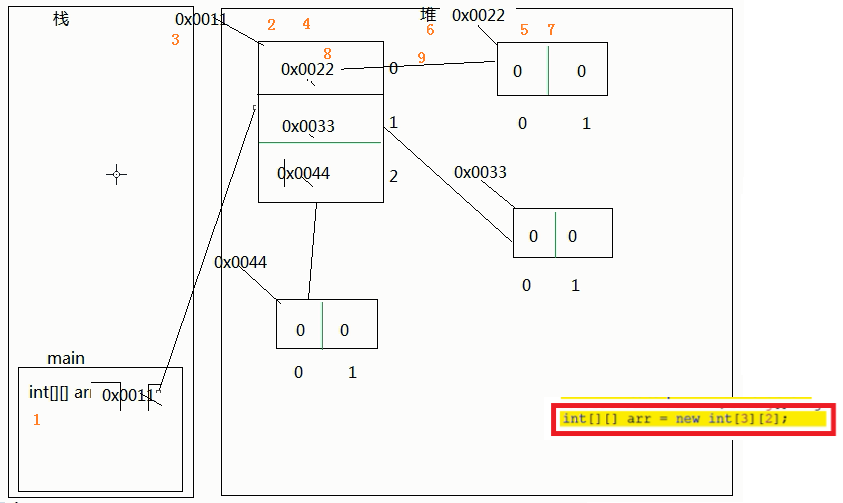 栈
0x0011
堆
0x0022
3
2
4
6
5
7
8
0x0022
0
9
0
0
0x0033
1
0
1
0x0044
2
0x0033
0
0
0x0044
0
1
0
0
0
1
main
int[][] arr
0x0011
1
int[][] arr = new int[3][2];